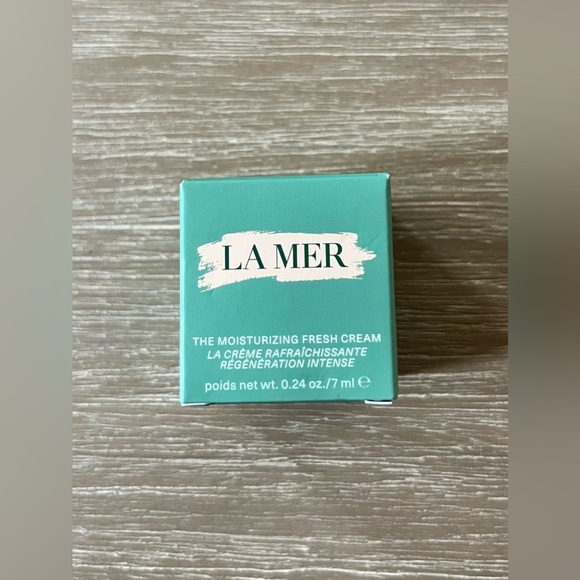 LA MER
THE MOISTURIZING FRESH CREAM
LA CRÈME RAFRAÎCHISSANTE
RÉGÉNÉRATION INTENSE
poids net wt. 0.24 oz./7 ml ℮